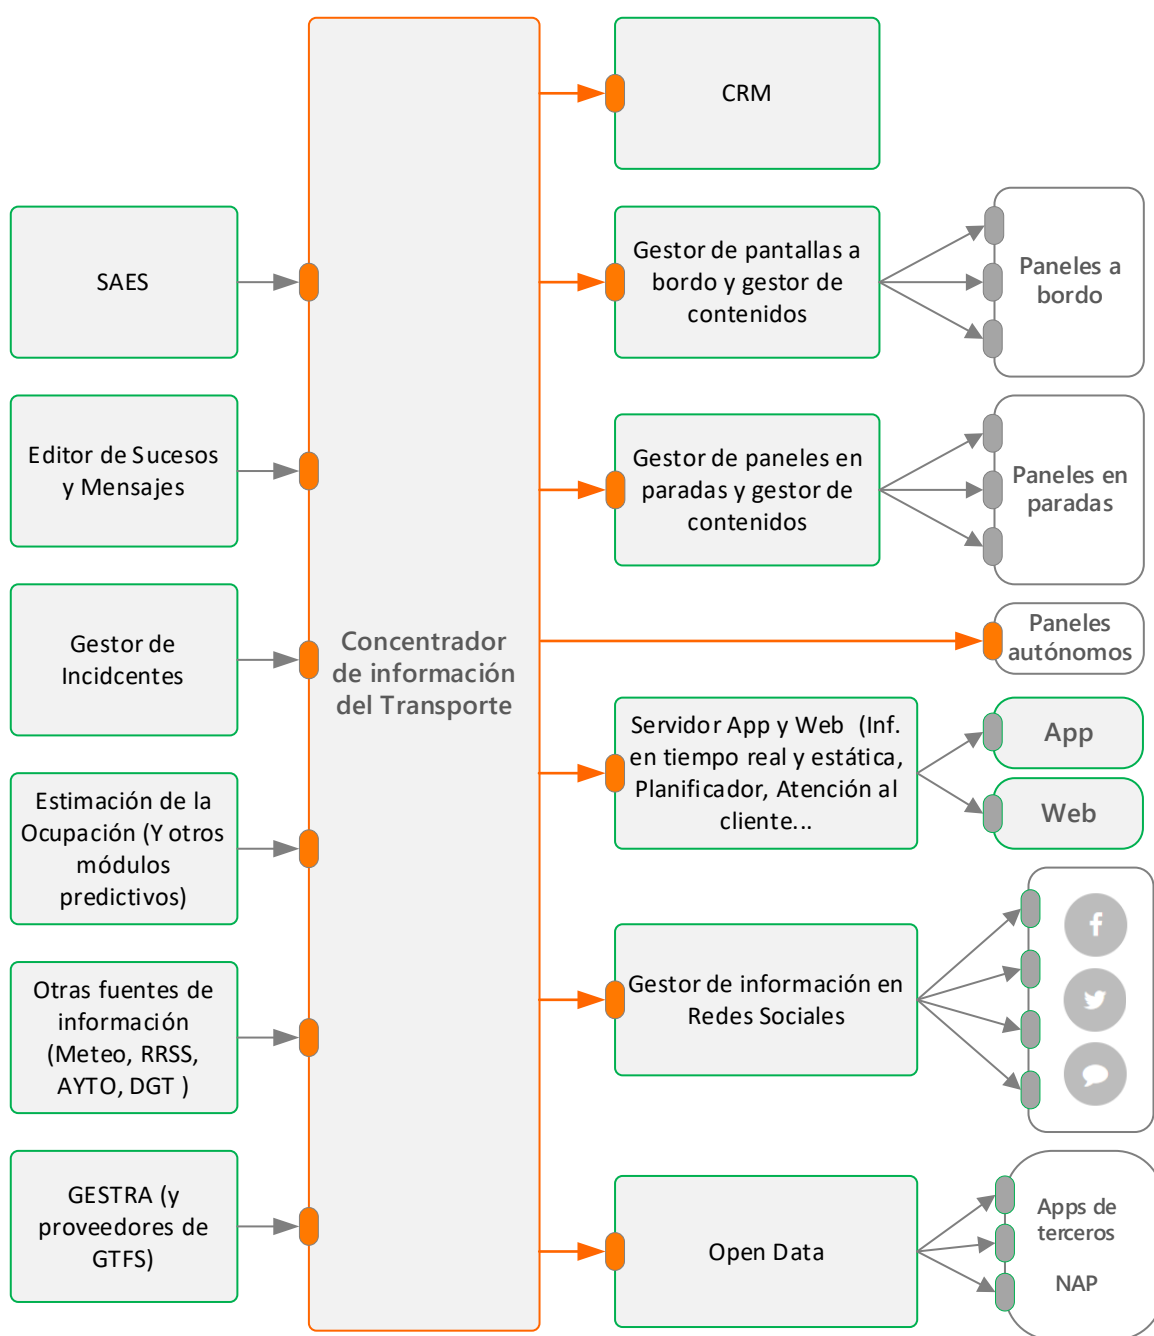 SAES
Editor de Sucesos
y Mensajes
Gestor de
Incidcentes
Estimación de la
Ocupación (Y otros
módulos
predictivos)
Otras fuentes de
información
(Meteo, RRSS,
AYTO, DGT )
GESTRA (y
proveedores de
GTFS)
Concentrador
de información
del Transporte
CRM
Gestor de pantallas a
bordo y gestor de
contenidos
Paneles a
bordo
Gestor de paneles en
paradas y gestor de
contenidos
Paneles en
paradas
Paneles
autónomos
Servidor App y Web (Inf.
en tiempo real y estática,
Planificador, Atención al
cliente...
App
Web
Gestor de información en
Redes Sociales
f
Open Data
Apps de
terceros
NAP